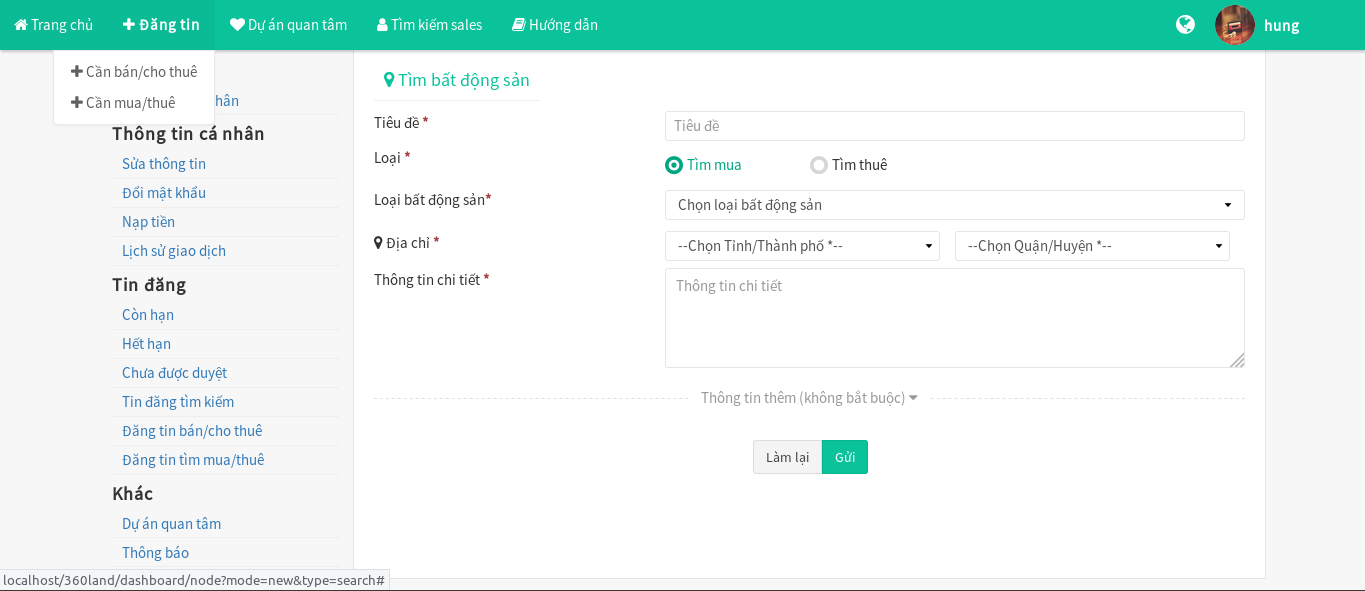 Trang chủ Đăng tin Dự án quan tâm Tìm kiếm sales Hướng dẫn hung
Cần bán/cho thuê
Cần mua/thuê
hân
Thông tin cá nhân
Sửa thông tin
Đổi mật khẩu
Nạp tiền
Lịch sử giao dịch
Tin đăng
Còn hạn
Hết hạn
Chưa được duyệt
Tin đăng tìm kiếm
Đăng tin bán/cho thuê
Đăng tin tìm mua/thuê
Khác
Dự án quan tâm
Thông báo
Tìm bất động sản
Tiêu đề *
Tiêu đề
Loại *
Tìm mua Tìm thuê
Loại bất động sản*
Chọn loại bất động sản
Địa chỉ *
--Chọn Tỉnh/Thành phố *-- --Chọn Quận/Huyện *--
Thông tin chi tiết *
Thông tin chi tiết
Thông tin thêm (không bắt buộc)
Làm lại Gửi
localhost/360land/dashboard/node?mode=new&type=search#